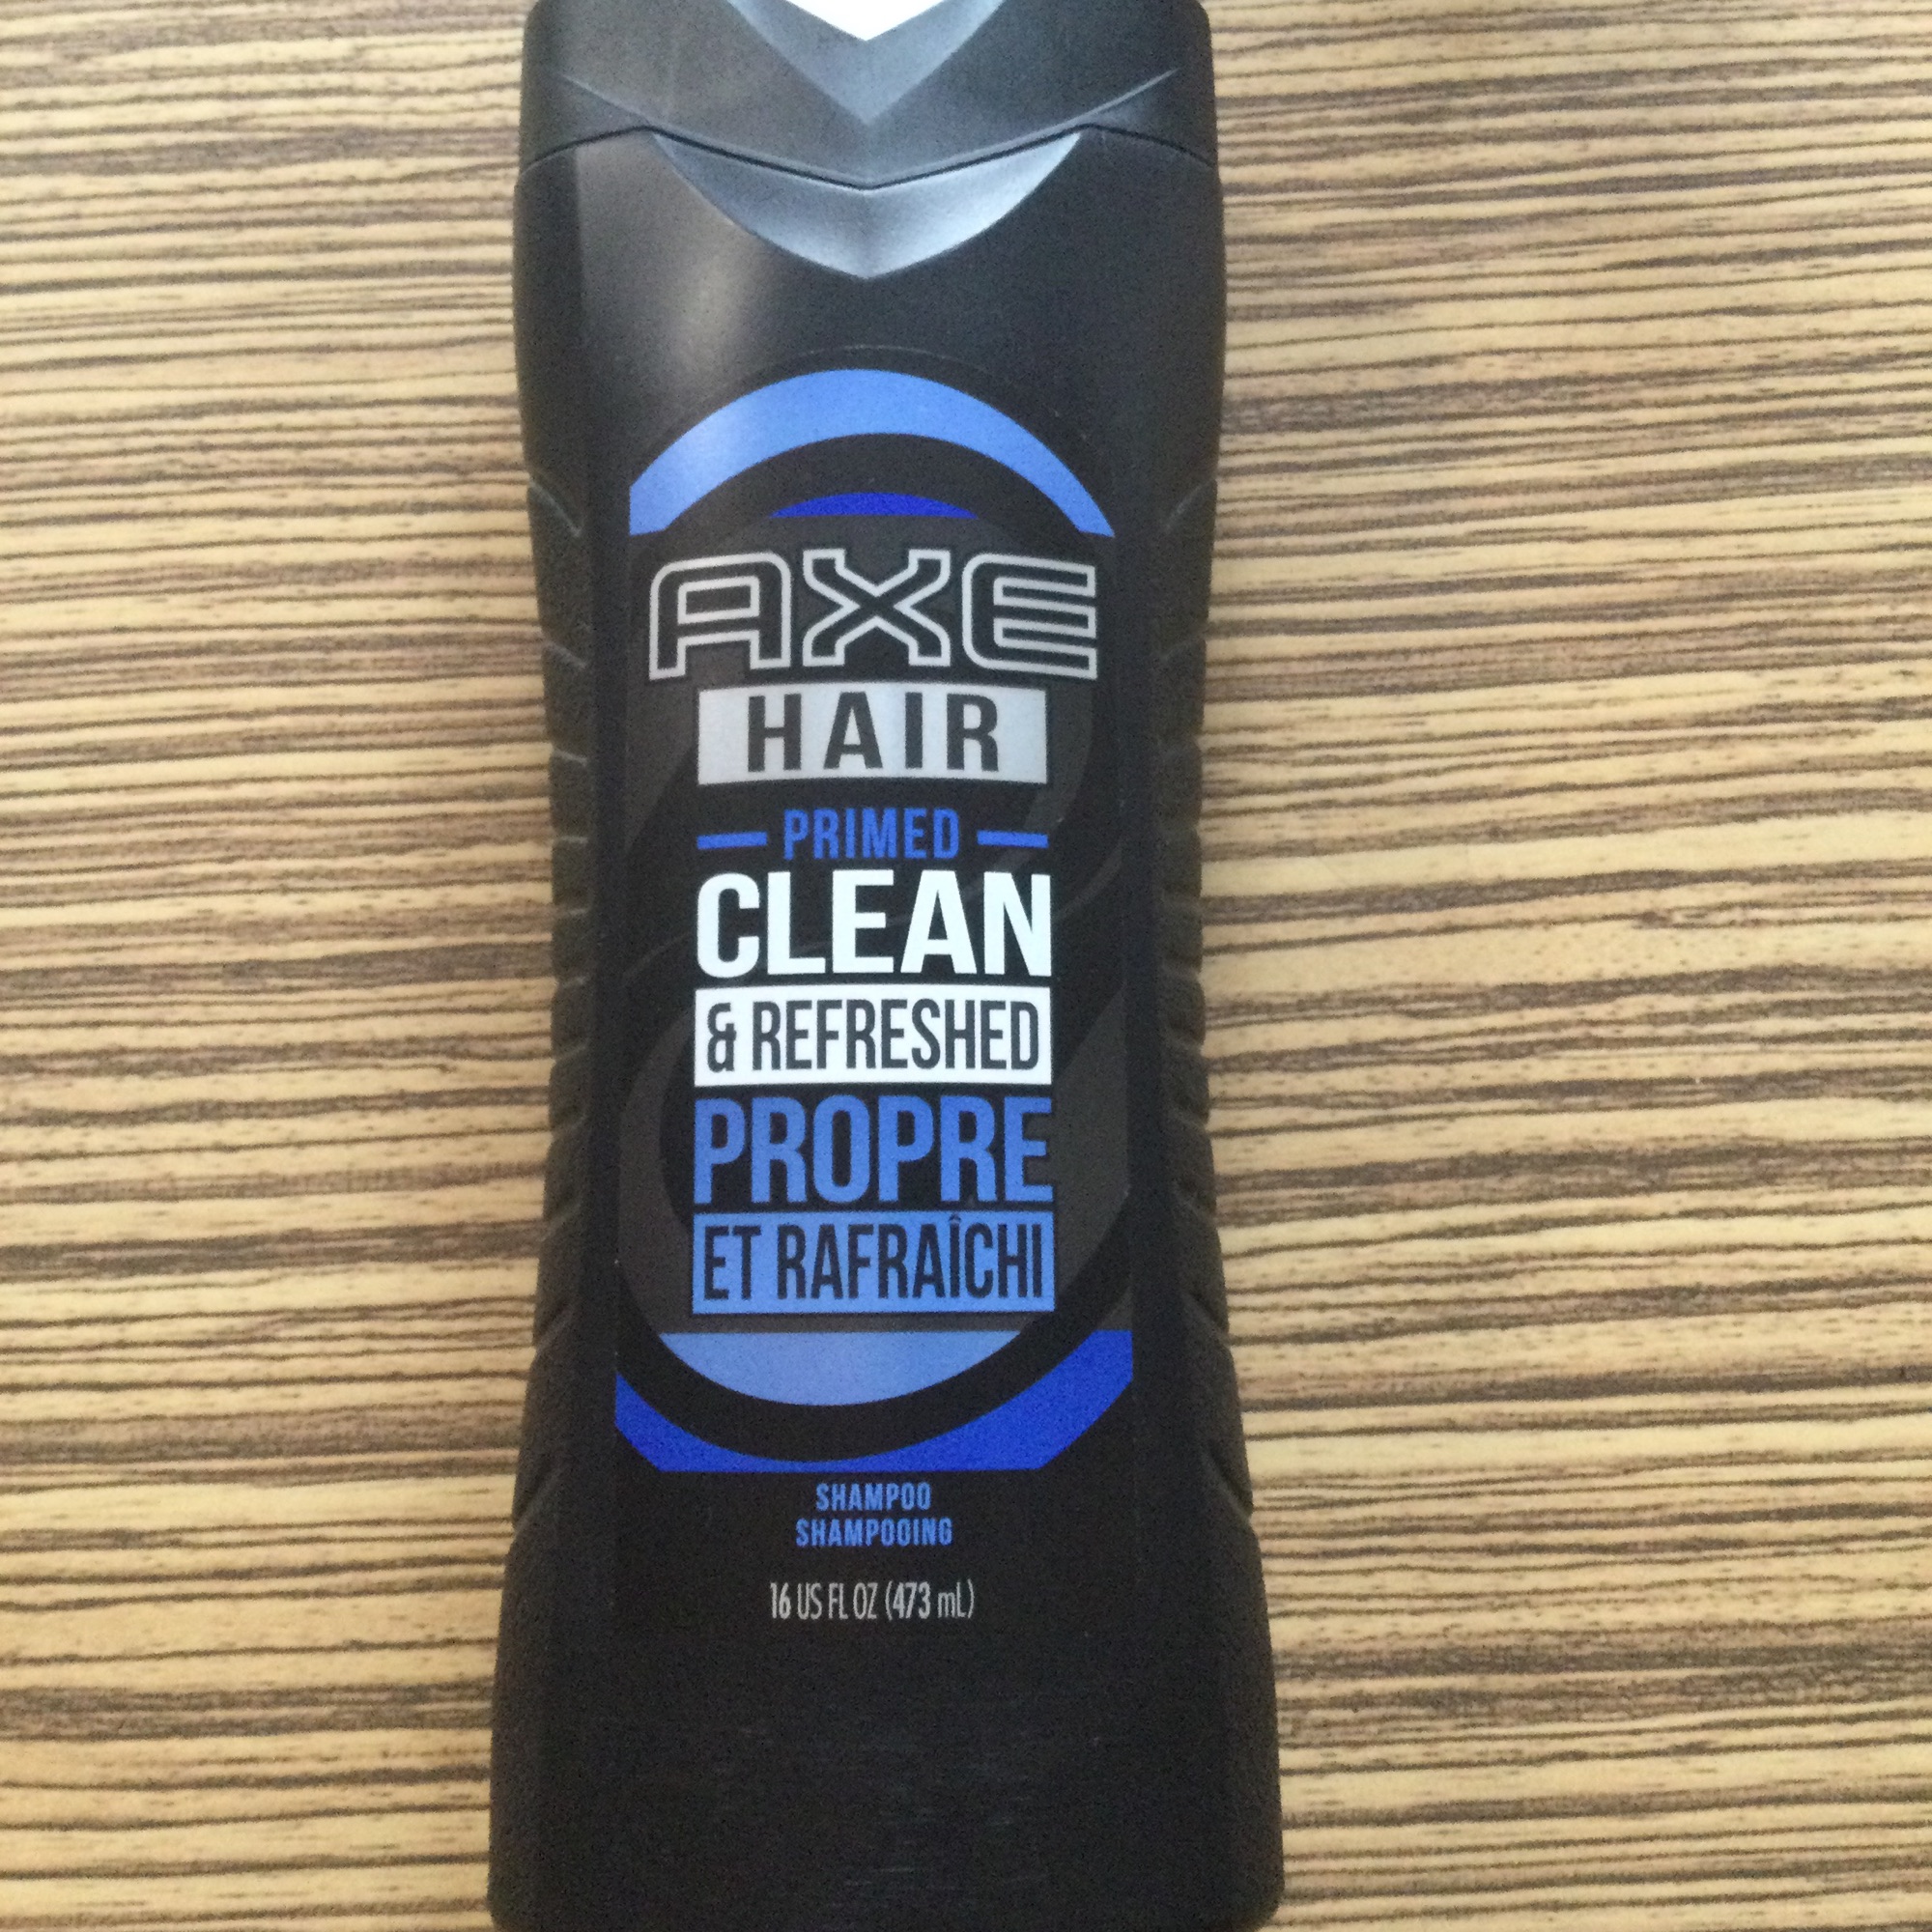 AXE
HAIR
PRIMED
CLEAN
& REFRESHED
PROPRE
ET RAFRAÎCHI
SHAMPOO
SHAMPOOING
16 US FL OZ (473 mL)